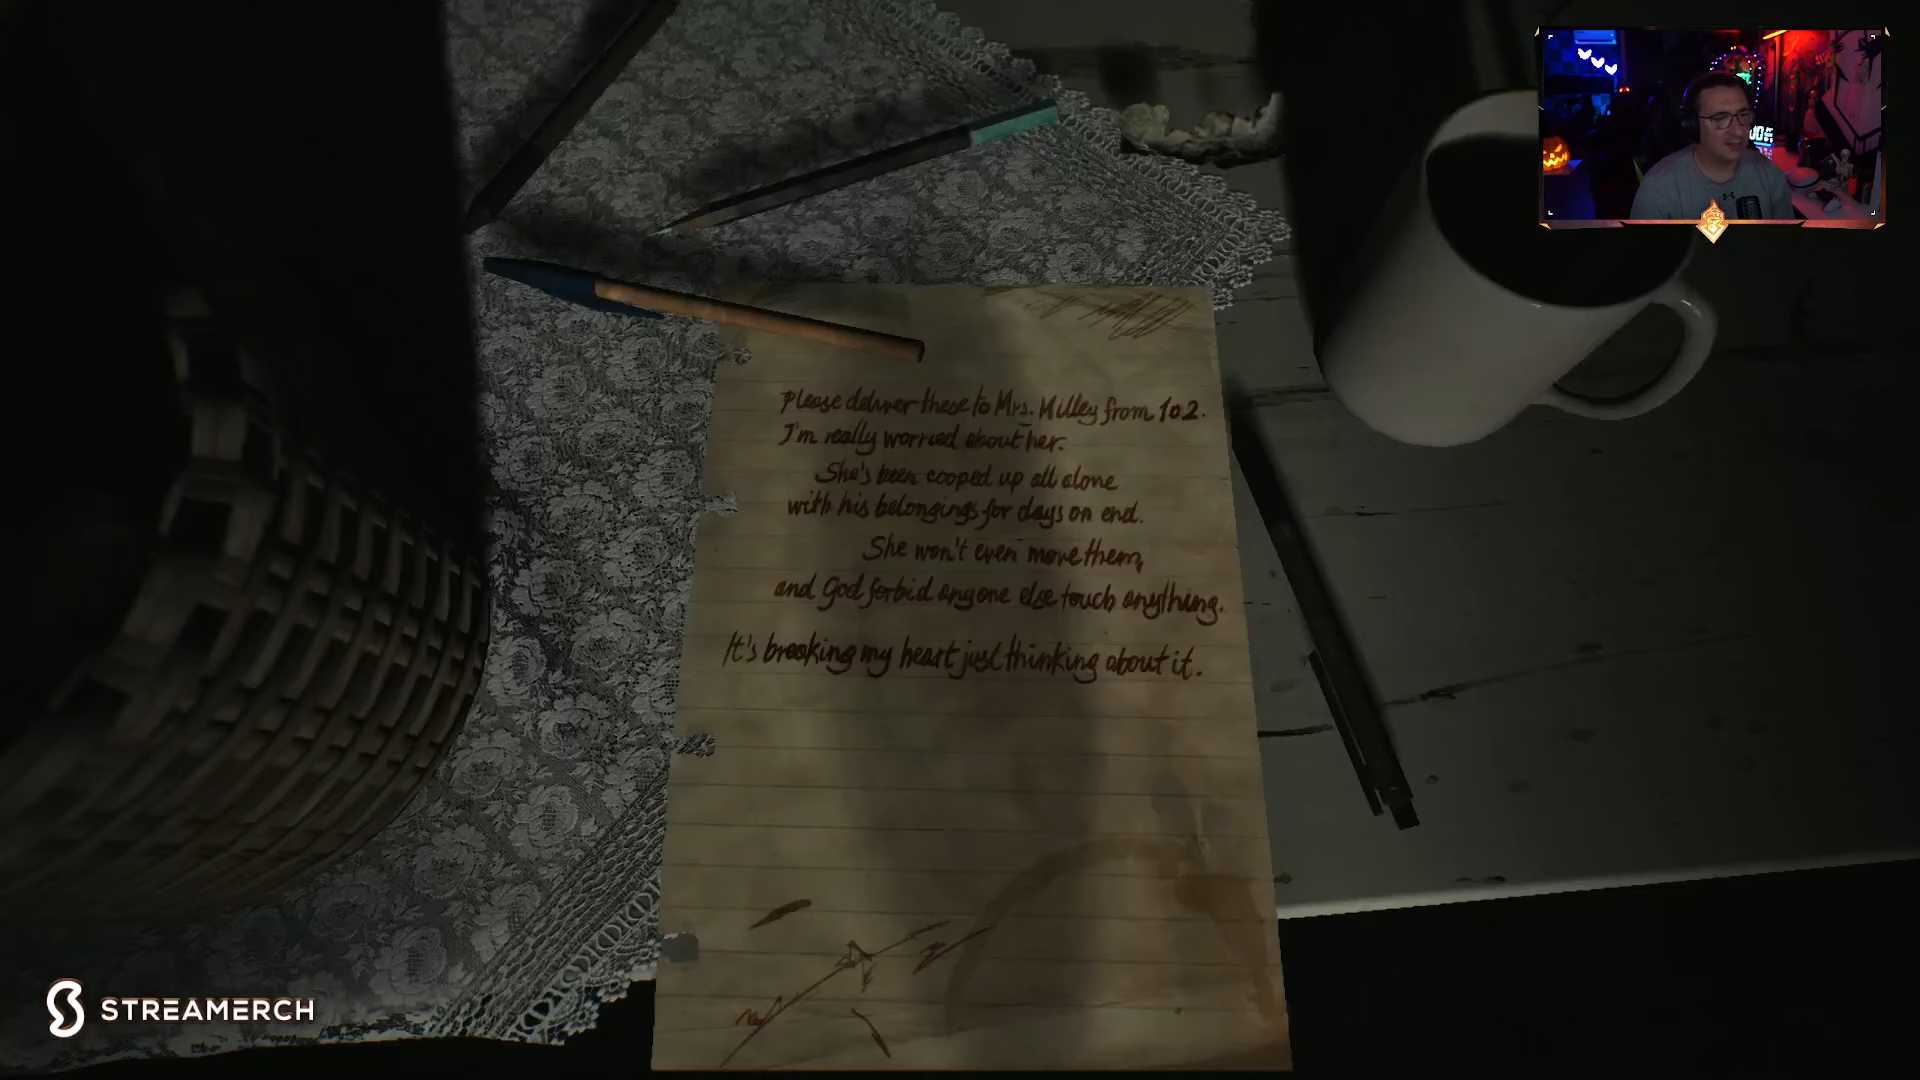 Please deliver these to Mrs. Milley from 102.
I'm really worried about her.
She's been cooped up all alone
with his belongings for days on end.
She won't even move them,
and God forbid anyone else touch anything.
It's breaking my heart just thinking about it.
STREAMERCH